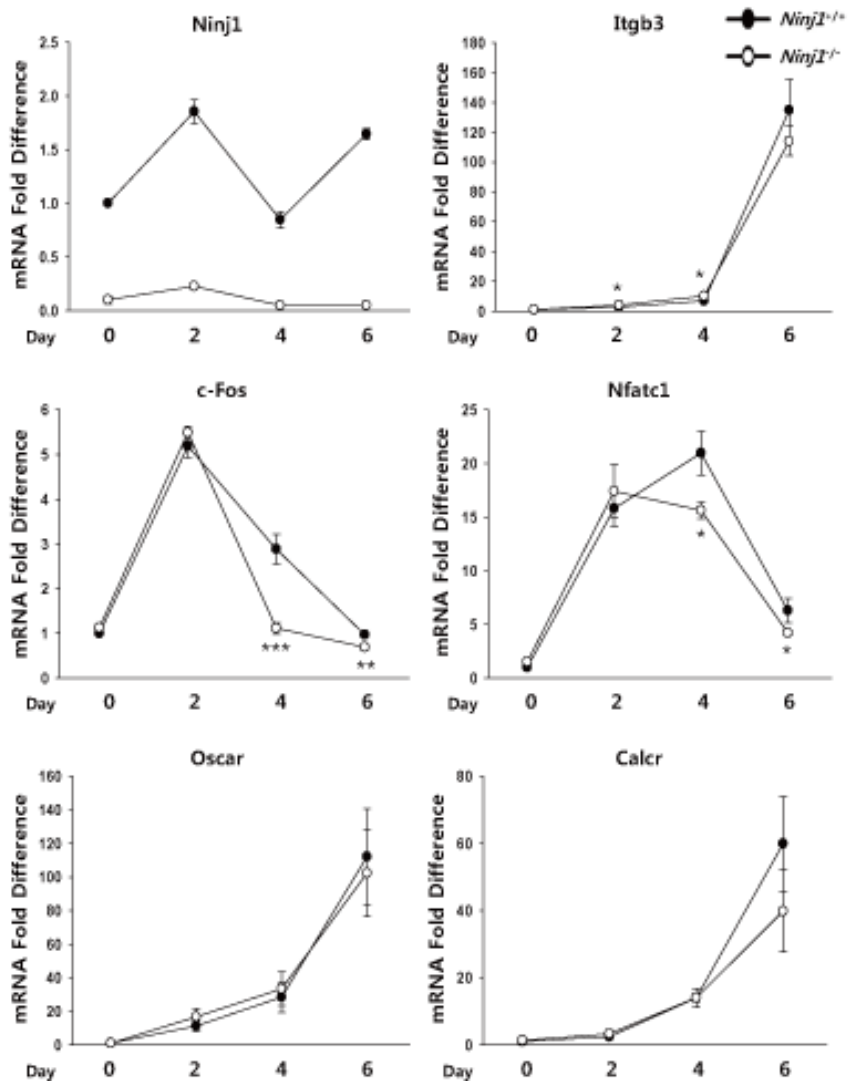 Ninj1
mRNA Fold Difference
2.5
2.0
1.5
1.0
0.5
0.0
Day 0 2 4 6
Itgb3
Ninj1+/+
Ninj1-/-
mRNA Fold Difference
180
160
140
120
100
80
60
40
20
0
* *
Day 0 2 4 6
c-Fos
mRNA Fold Difference
6
5
4
3
2
1
0
*** **
Day 0 2 4 6
Nfatc1
mRNA Fold Difference
25
20
15
10
5
0
* *
Day 0 2 4 6
Oscar
mRNA Fold Difference
160
140
120
100
80
60
40
20
0
Day 0 2 4 6
Calcr
mRNA Fold Difference
80
60
40
20
0
Day 0 2 4 6